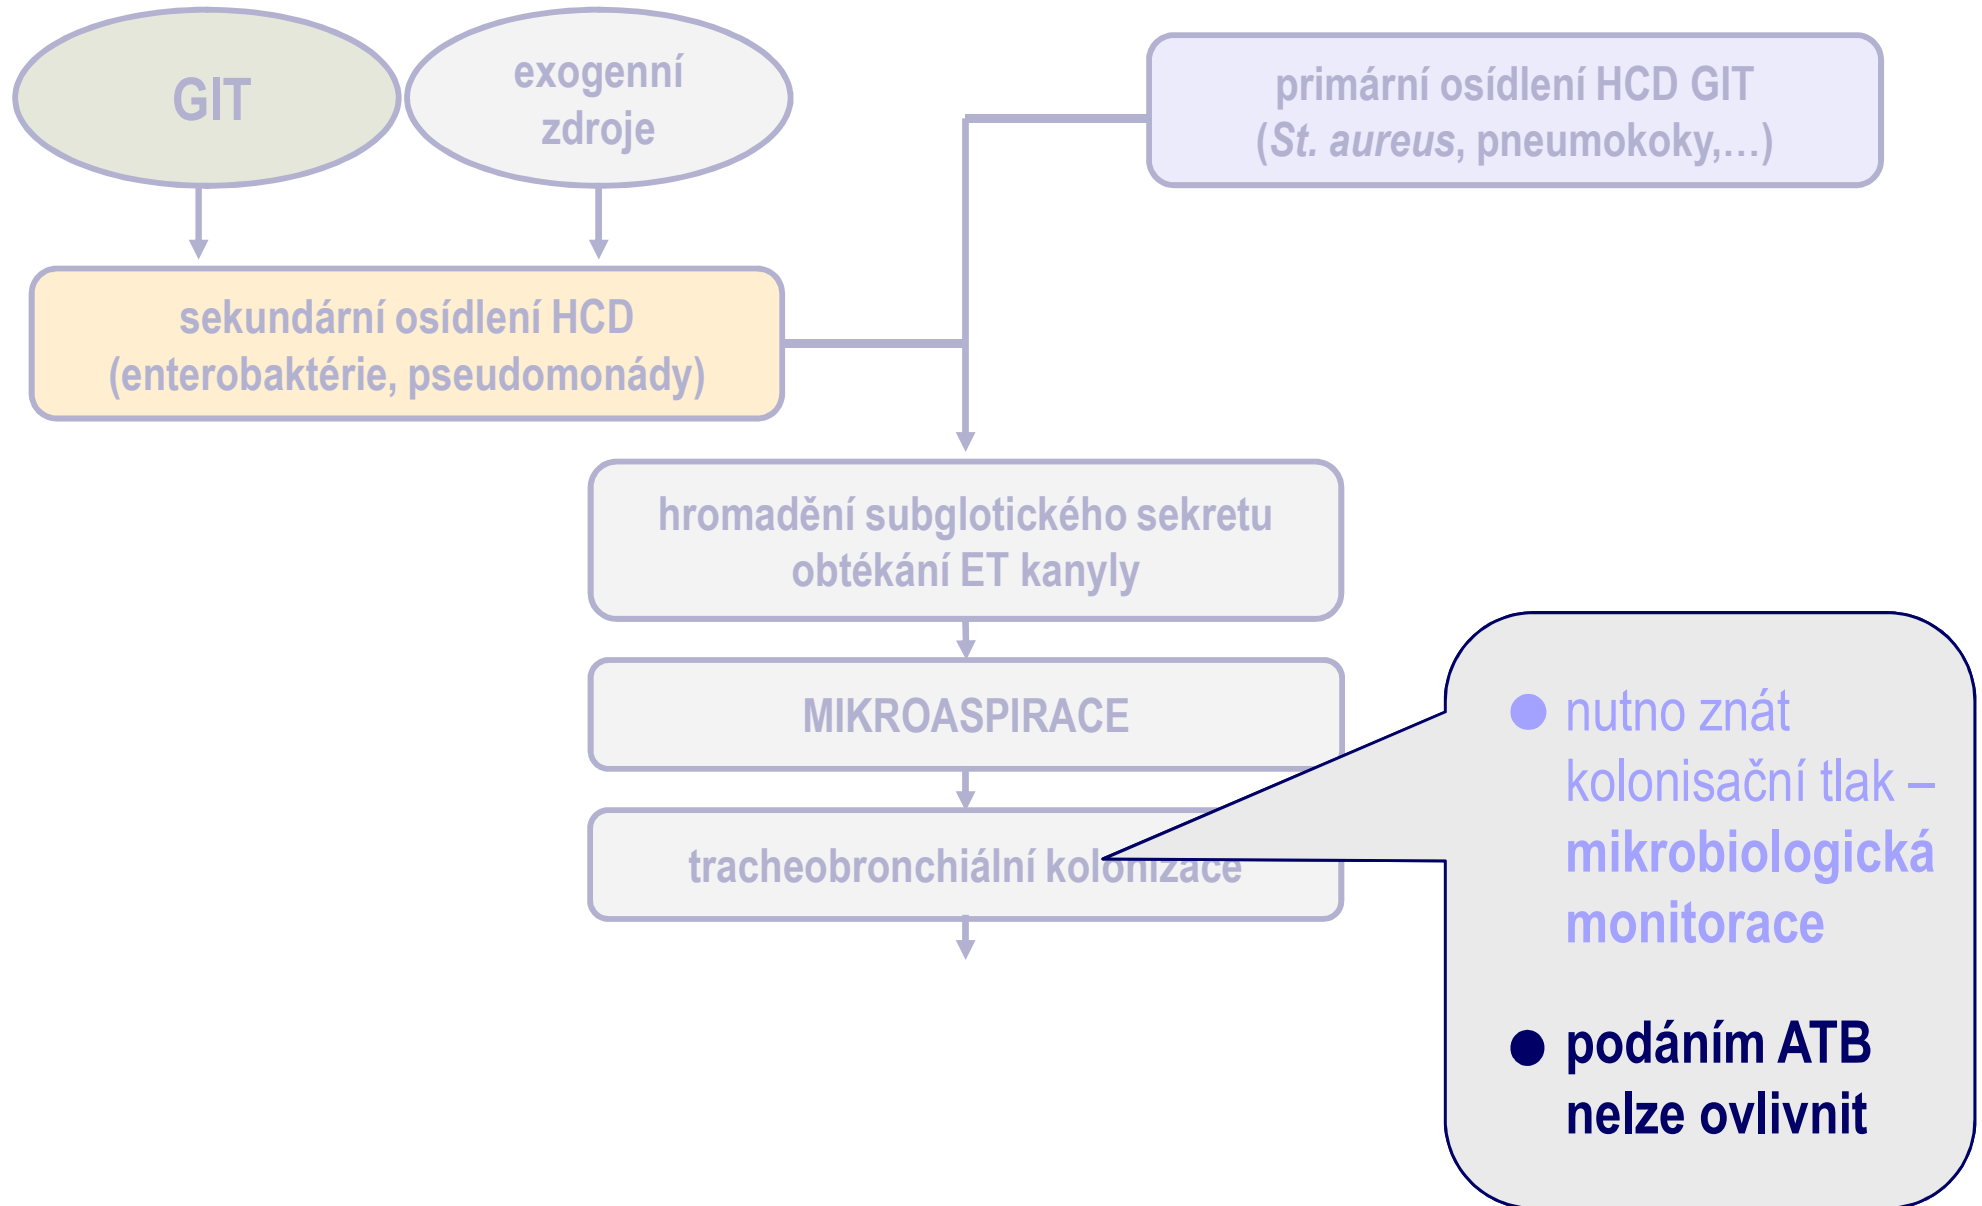 GIT
exogenní
zdroje
primární osídlení HCD GIT
(St. aureus, pneumokoky,…)
sekundární osídlení HCD
(enterobaktérie, pseudomonády)
hromadění subglotického sekretu
obtékání ET kanyly
MIKROASPIRACE
tracheobronchiální kolonizace
● nutno znát
kolonisační tlak –
mikrobiologická
monitorace
● podáním ATB
nelze ovlivnit